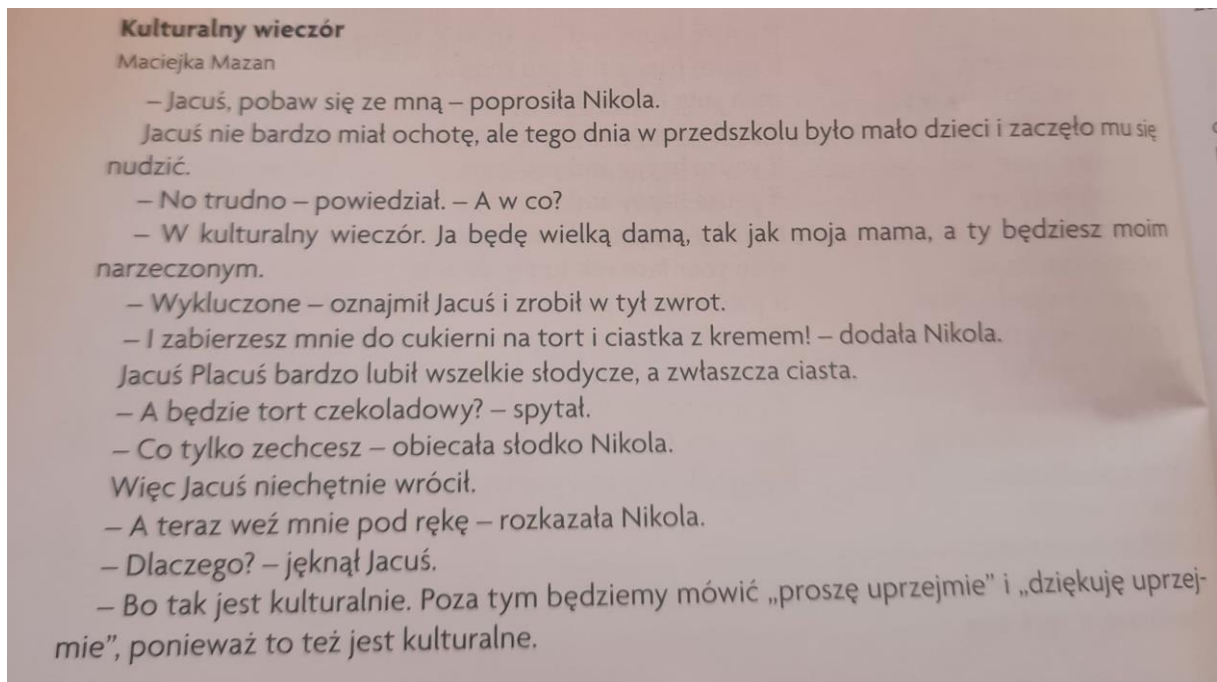 Kulturalny wieczór
Maciejka Mazan
– Jacuś, pobaw się ze mną – poprosiła Nikola.
Jacuś nie bardzo miał ochotę, ale tego dnia w przedszkolu było mało dzieci i zaczęło mu się
nudzić.
– No trudno – powiedział. – A w co?
– W kulturalny wieczór. Ja będę wielką damą, tak jak moja mama, a ty będziesz moim
narzeczonym.
– Wykluczone – oznajmił Jacuś i zrobił w tył zwrot.
– I zabierzesz mnie do cukierni na tort i ciastka z kremem! – dodała Nikola.
Jacuś Placuś bardzo lubił wszelkie słodycze, a zwłaszcza ciasta.
– A będzie tort czekoladowy? – spytał.
– Co tylko zechcesz – obiecała słodko Nikola.
Więc Jacuś niechętnie wrócił.
– A teraz weź mnie pod rękę – rozkazała Nikola.
– Dlaczego? – jęknął Jacuś.
– Bo tak jest kulturalnie. Poza tym będziemy mówić „proszę uprzejmie” i „dziękuję uprzej-
mie”, ponieważ to też jest kulturalne.